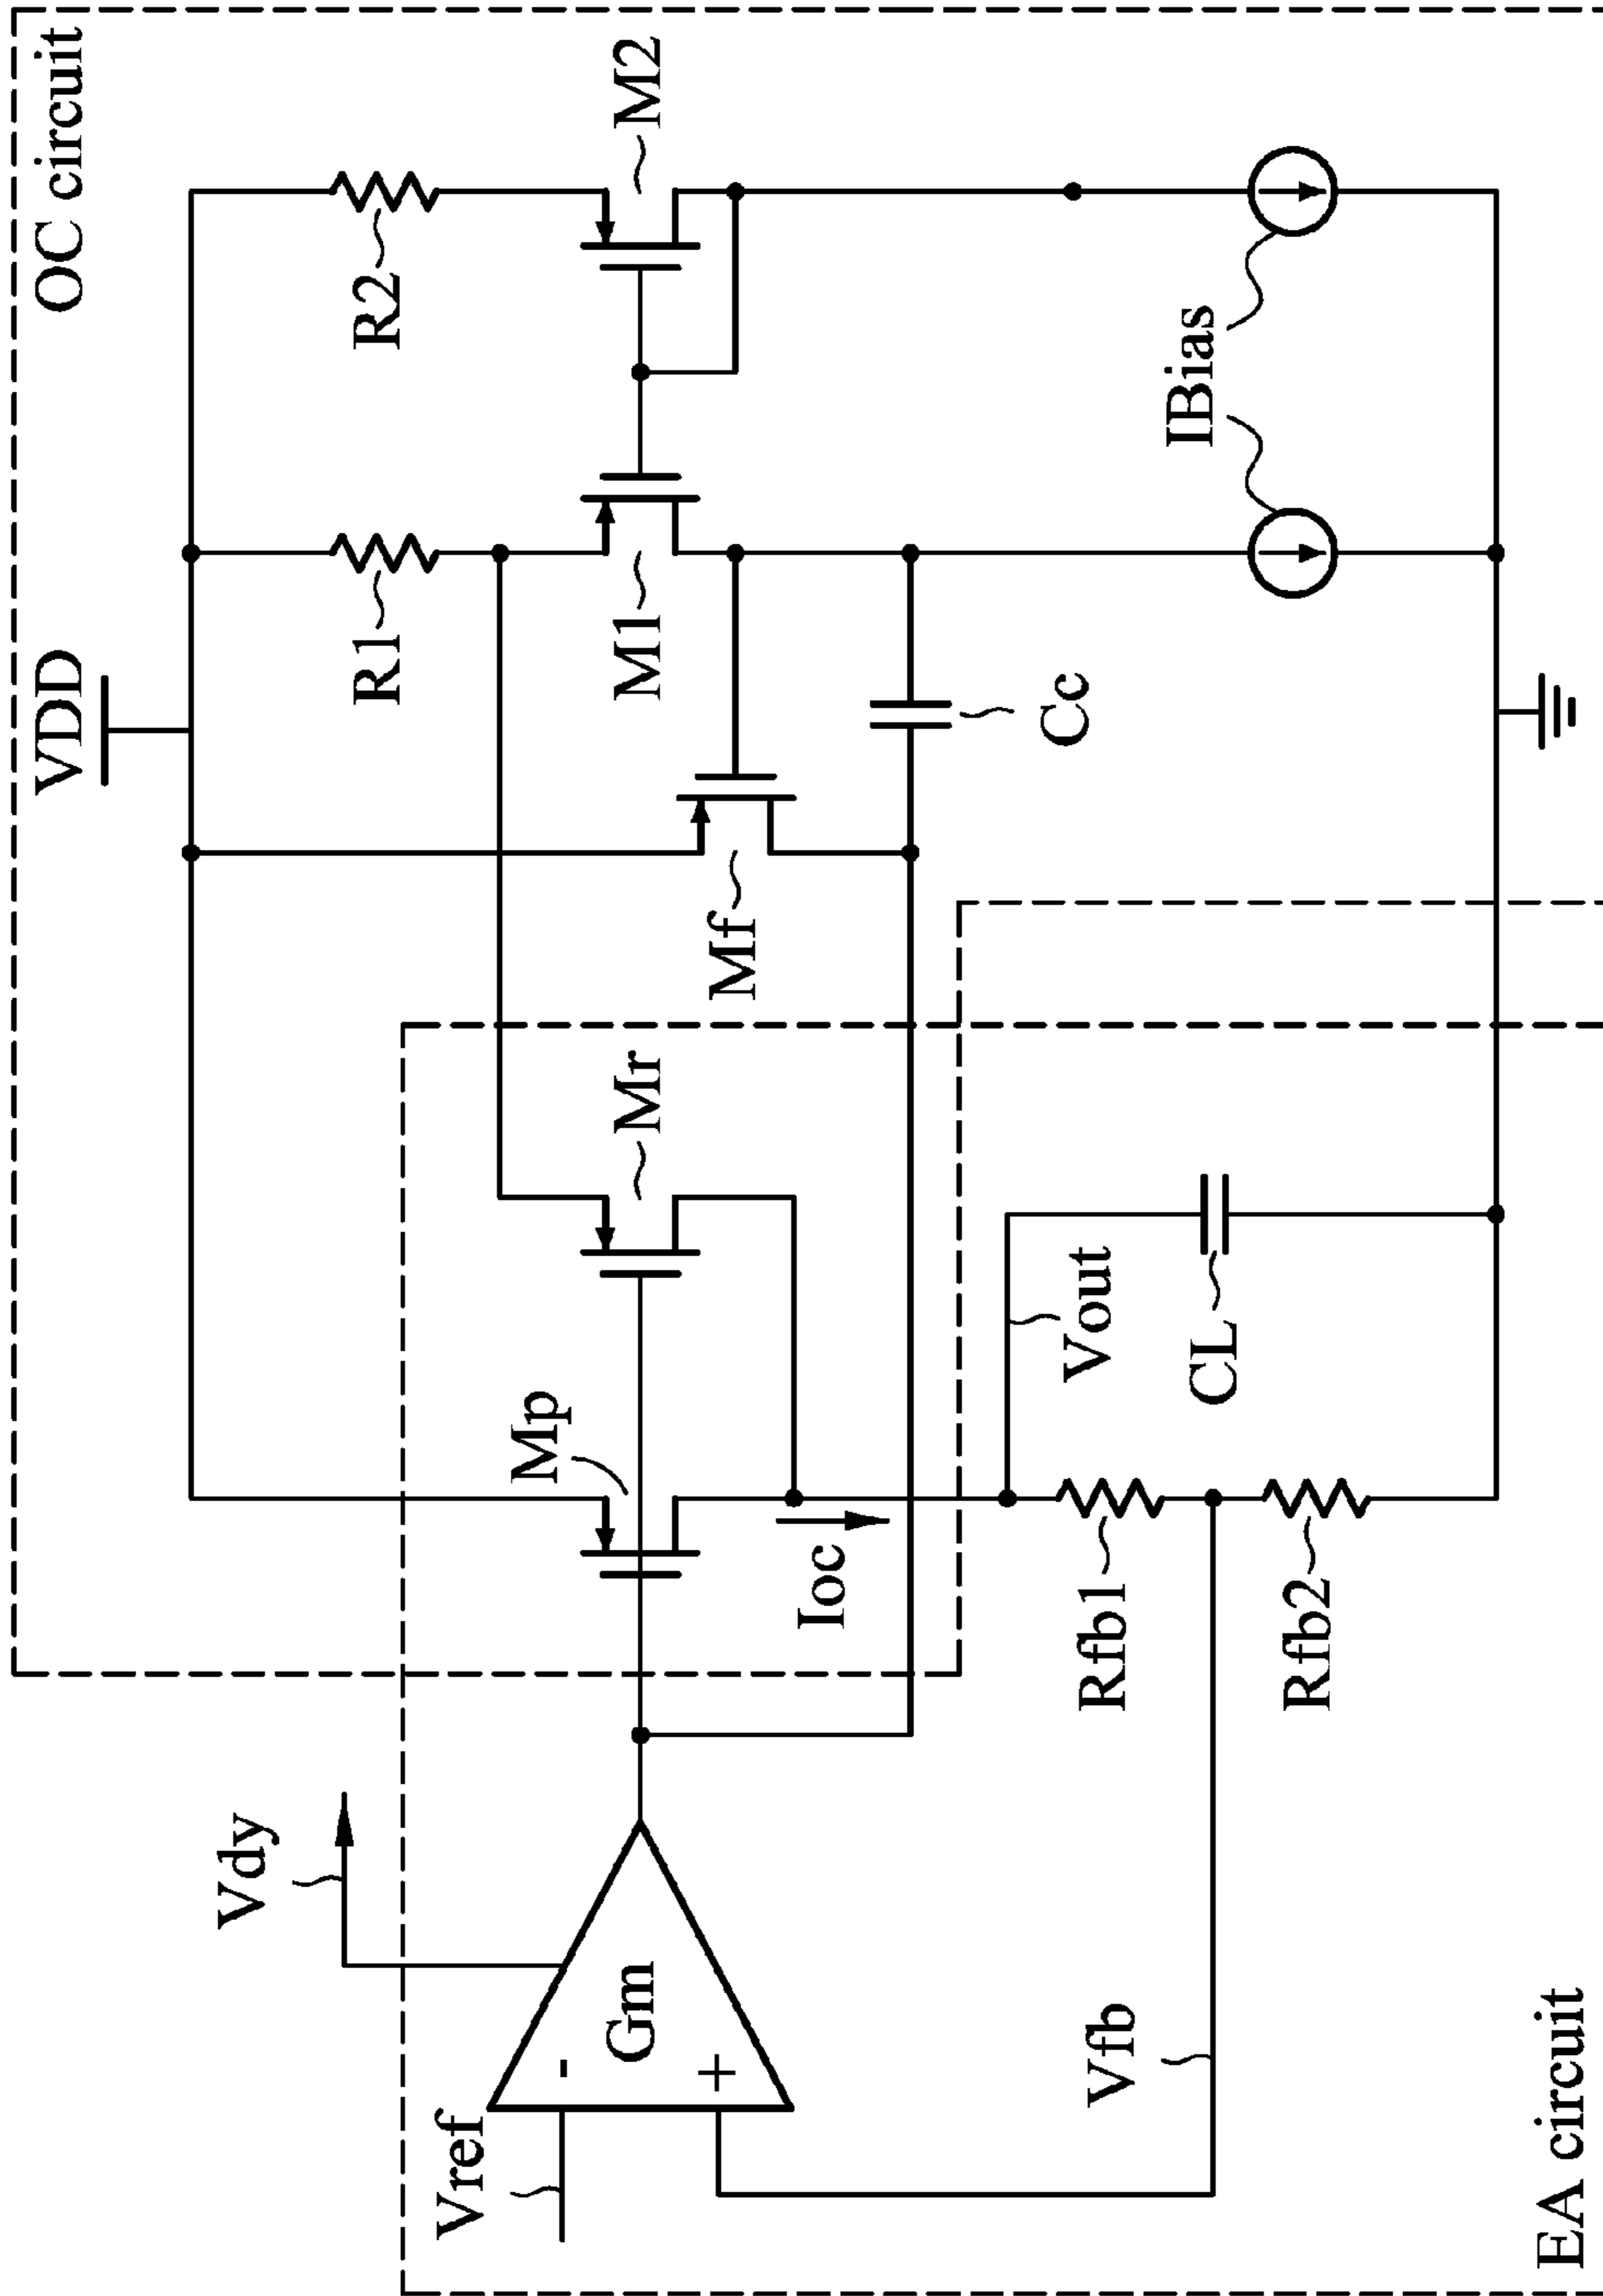 OC circuit
VDD
R1
R2
M1
M2
Mf
Mr
Mp
Cc
IBias
Ioc
Vdy
Vref
-
Gm
+
Vout
CL
Rfb1
Rfb2
Vfb
EA circuit